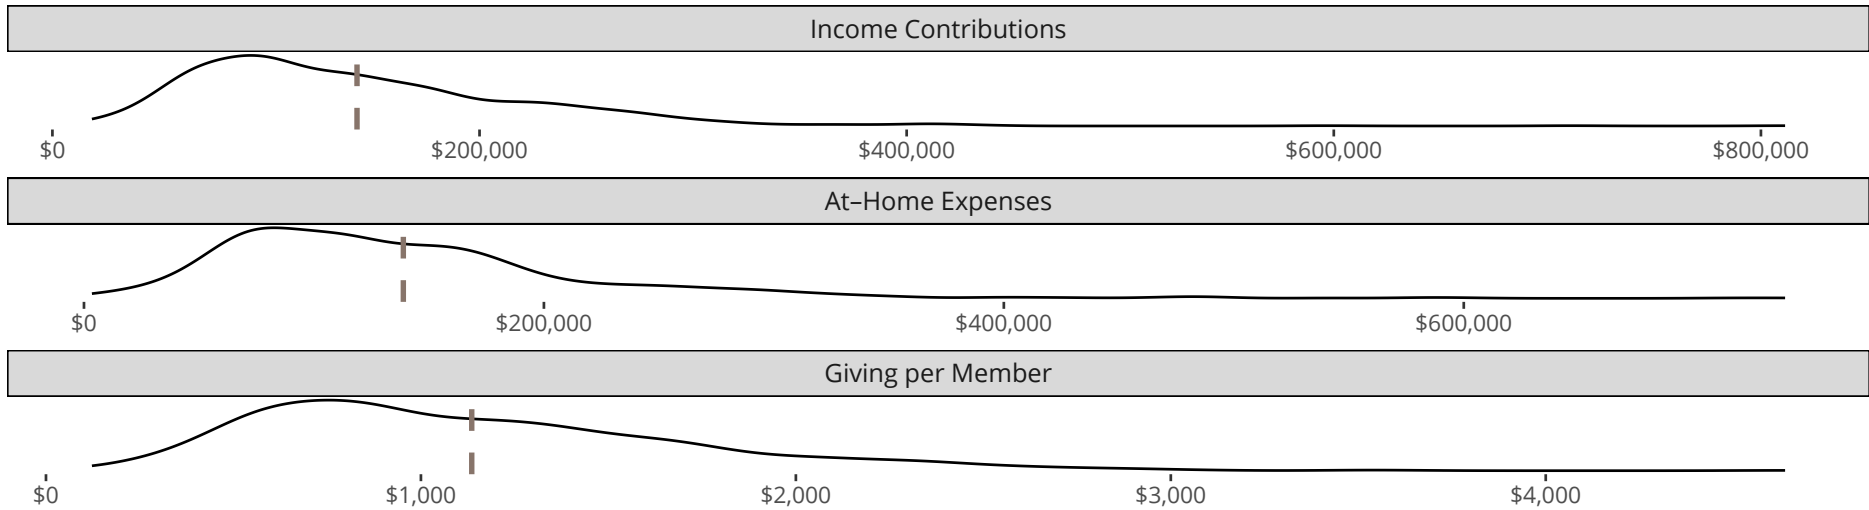 Income Contributions
$0 $200,000 $400,000 $600,000 $800,000
At–Home Expenses
$0 $200,000 $400,000 $600,000
Giving per Member
$0 $1,000 $2,000 $3,000 $4,000